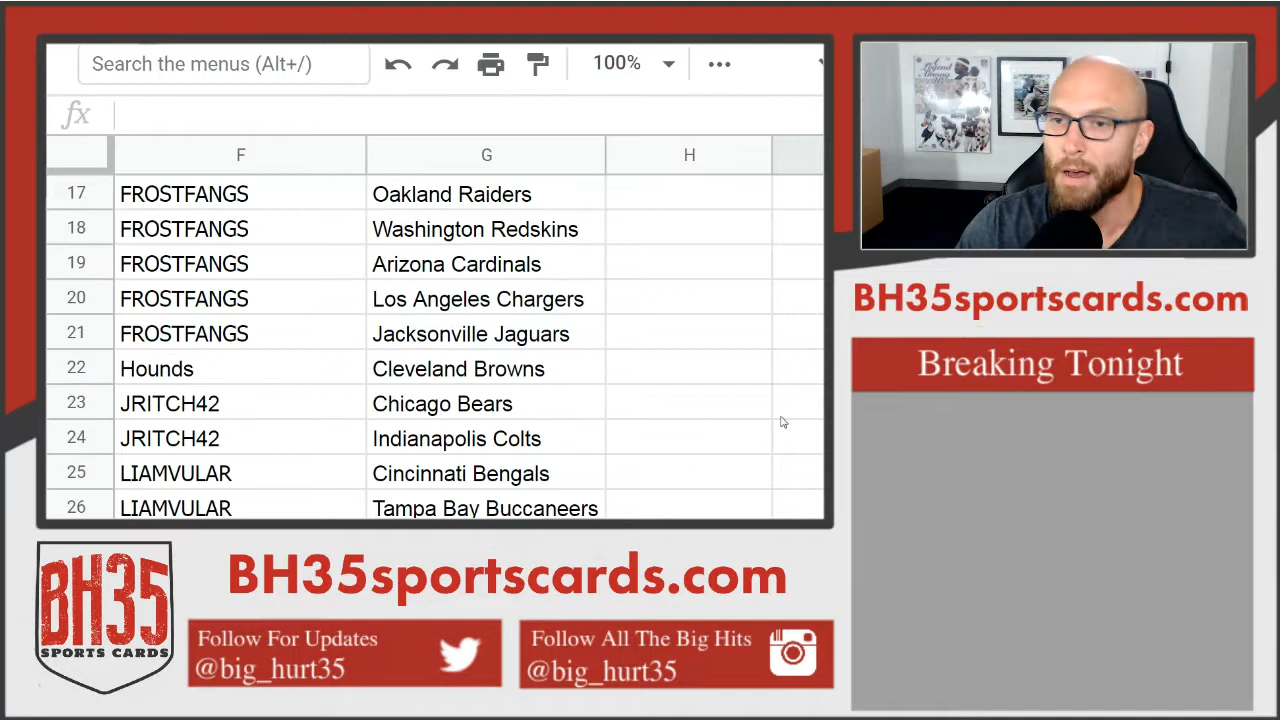 Search the menus (Alt+/)
100%
fx
F G H
17 FROSTFANGS Oakland Raiders
18 FROSTFANGS Washington Redskins
19 FROSTFANGS Arizona Cardinals
20 FROSTFANGS Los Angeles Chargers
21 FROSTFANGS Jacksonville Jaguars
22 Hounds Cleveland Browns
23 JRITCH42 Chicago Bears
24 JRITCH42 Indianapolis Colts
25 LIAMVULAR Cincinnati Bengals
26 LIAMVULAR Tampa Bay Buccaneers
A Legend Among
BH35sportscards.com
Breaking Tonight
BH35
SPORTS CARDS
BH35sportscards.com
Follow For Updates
@big_hurt35
Follow All The Big Hits
@big_hurt35